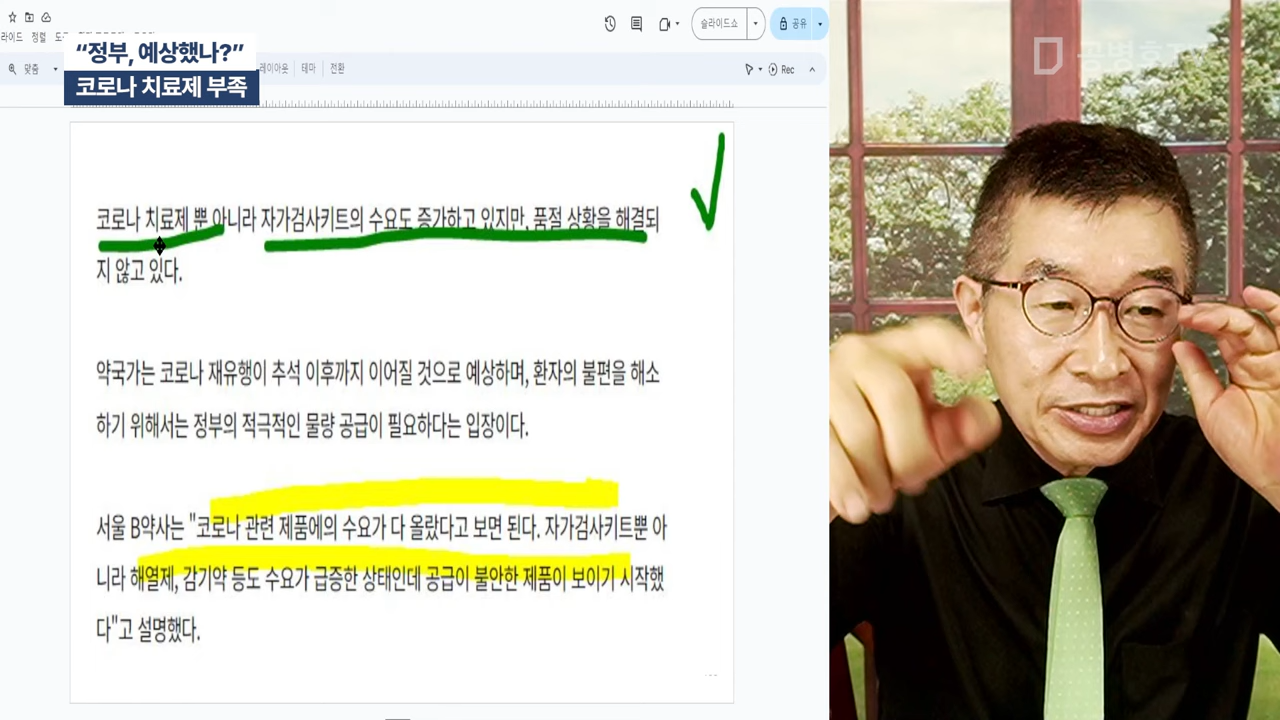 슬라이드쇼
공유
라이드 정렬
"정부, 예상했나?"
코로나 치료제 부족
맞춤
레이아웃 테마 전환
Rec
공병호
코로나 치료제 뿐 아니라 자가검사키트의 수요도 증가하고 있지만, 품절 상황을 해결되
지 않고 있다.
약국가는 코로나 재유행이 추석 이후까지 이어질 것으로 예상하며, 환자의 불편을 해소
하기 위해서는 정부의 적극적인 물량 공급이 필요하다는 입장이다.
서울 B약사는 "코로나 관련 제품에의 수요가 다 올랐다고 보면 된다. 자가검사키트뿐 아
니라 해열제, 감기약 등도 수요가 급증한 상태인데 공급이 불안한 제품이 보이기 시작했
다"고 설명했다.